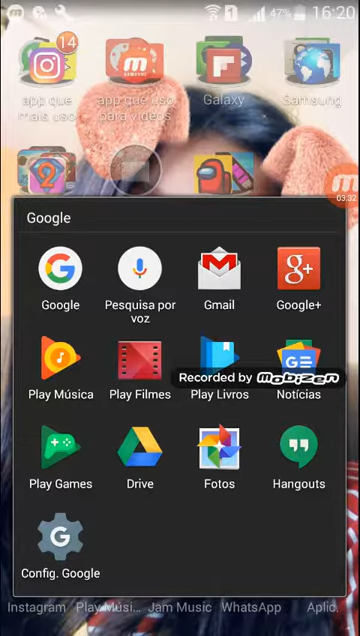 1 47% 16:20
14
app que
mais uso
app que uso
para vídeos
Galaxy
Samsung
03:32
Google
Google
Pesquisa por
voz
Gmail
Google+
Play Música
Play Filmes
Play Livros
Notícias
Recorded by Mobizen
Play Games
Drive
Fotos
Hangouts
Config. Google
Instagram Play Músi... Jam Music WhatsApp Aplic.